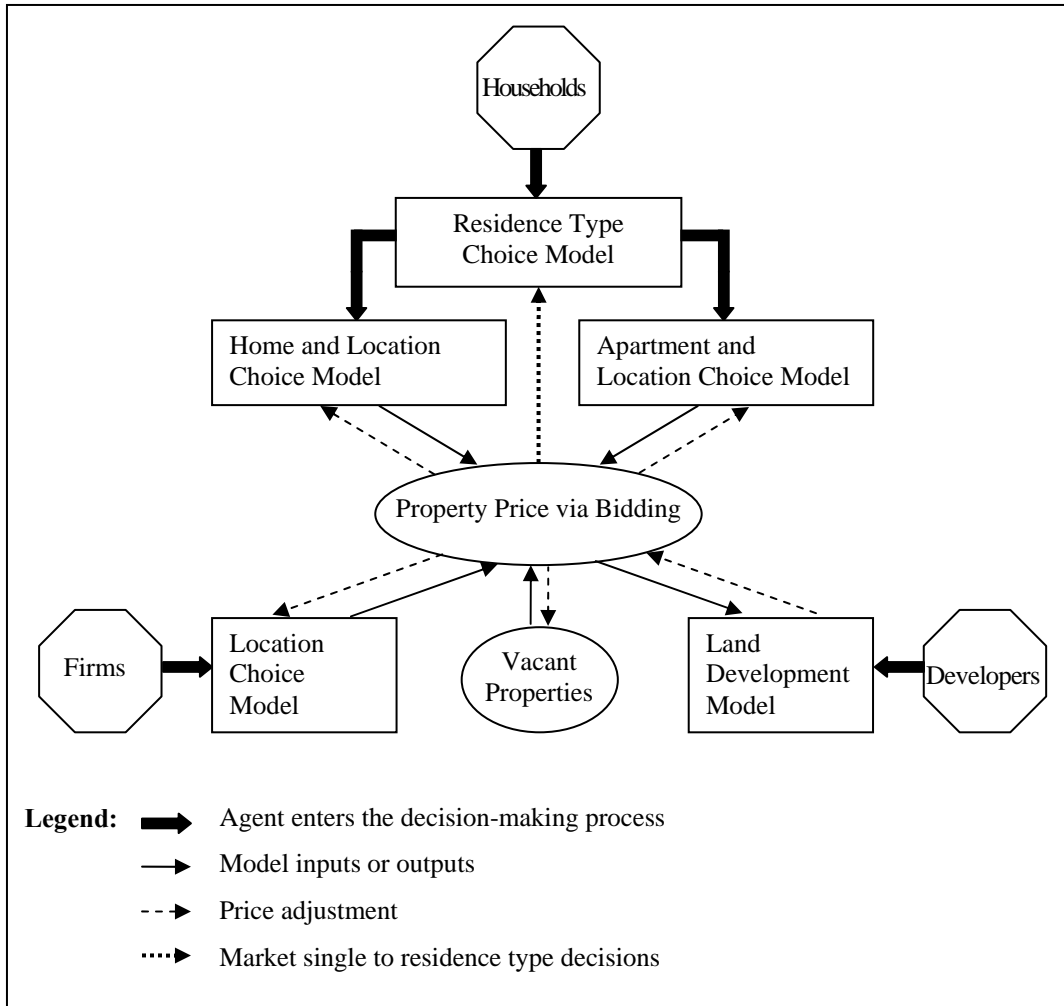 Households
Residence Type
Choice Model
Home and Location
Choice Model
Apartment and
Location Choice Model
Property Price via Bidding
Firms
Location
Choice
Model
Vacant
Properties
Land
Development
Model
Developers
Legend:
Agent enters the decision-making process
Model inputs or outputs
Price adjustment
Market single to residence type decisions